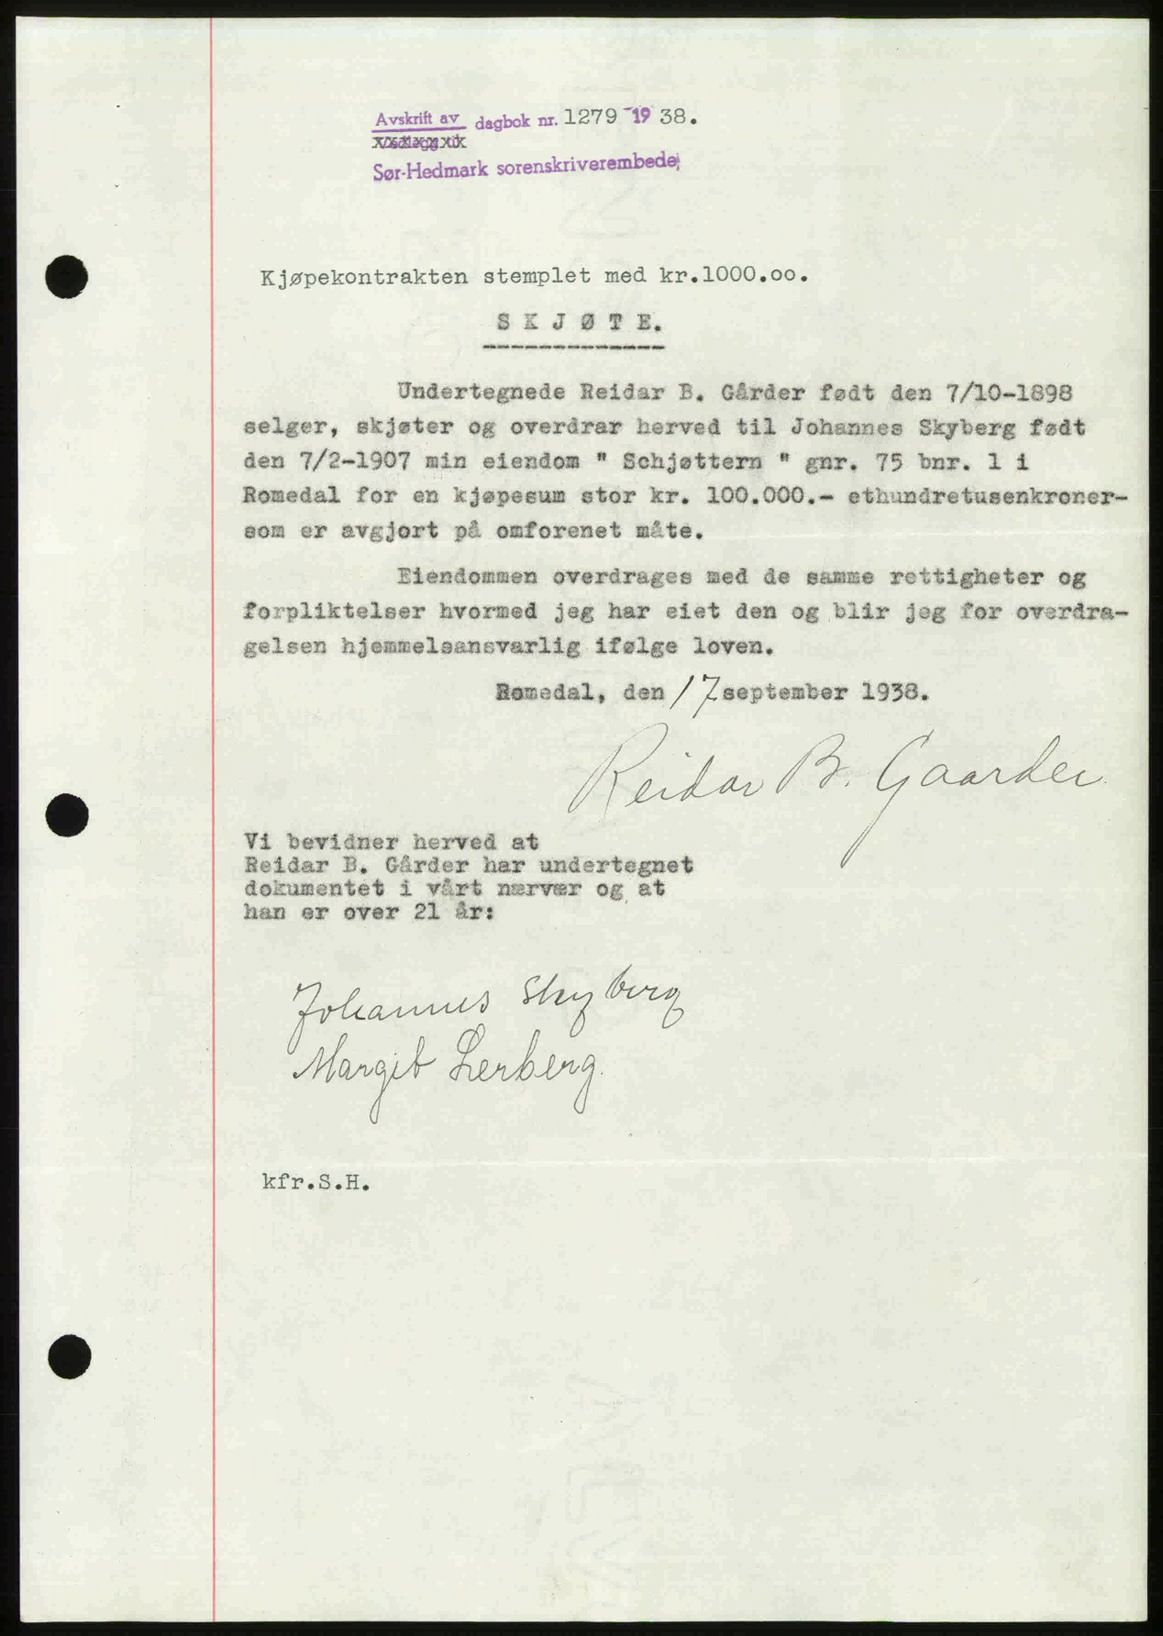 Avskrift av dagbok nr. 1279 -19 38.
Vedlegg til
Sør-Hedmark sorenskriverembede;
Kjøpekontrakten stemplet med kr.1000.oo.
S K J Ø T E.
Undertegnede Reidar B. Gårder født den 7/10-1898
selger, skjøter og overdrar herved til Johannes Skyberg født
den 7/2-1907 min eiendom " Schjøttern " gnr. 75 bnr. 1 i
Romedal for en kjøpesum stor kr. 100.000.- ethundretusenkroner-
som er avgjort på omforenet måte.
Eiendommen overdrages med de samme rettigheter og
forpliktelser hvormed jeg har eiet den og blir jeg for overdra-
gelsen hjemmelsansvarlig ifølge loven.
Romedal, den 17 september 1938.
Reidar B. Gaarder
Vi bevidner herved at
Reidar B. Gårder har undertegnet
dokumentet i vårt nærvær og at
han er over 21 år:
Johannes Skyberg
Margit Lerberg.
kfr.S.H.